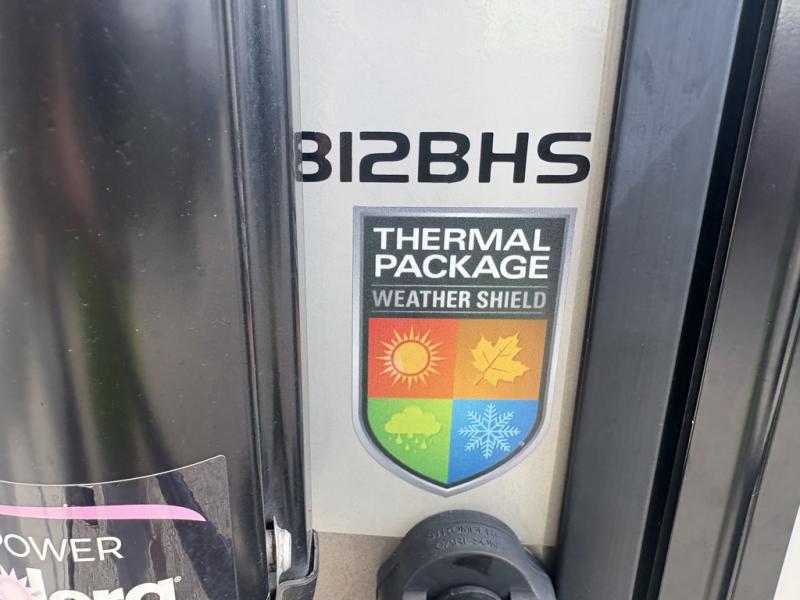 312BHS
THERMAL
PACKAGE
WEATHER SHIELD
POWER